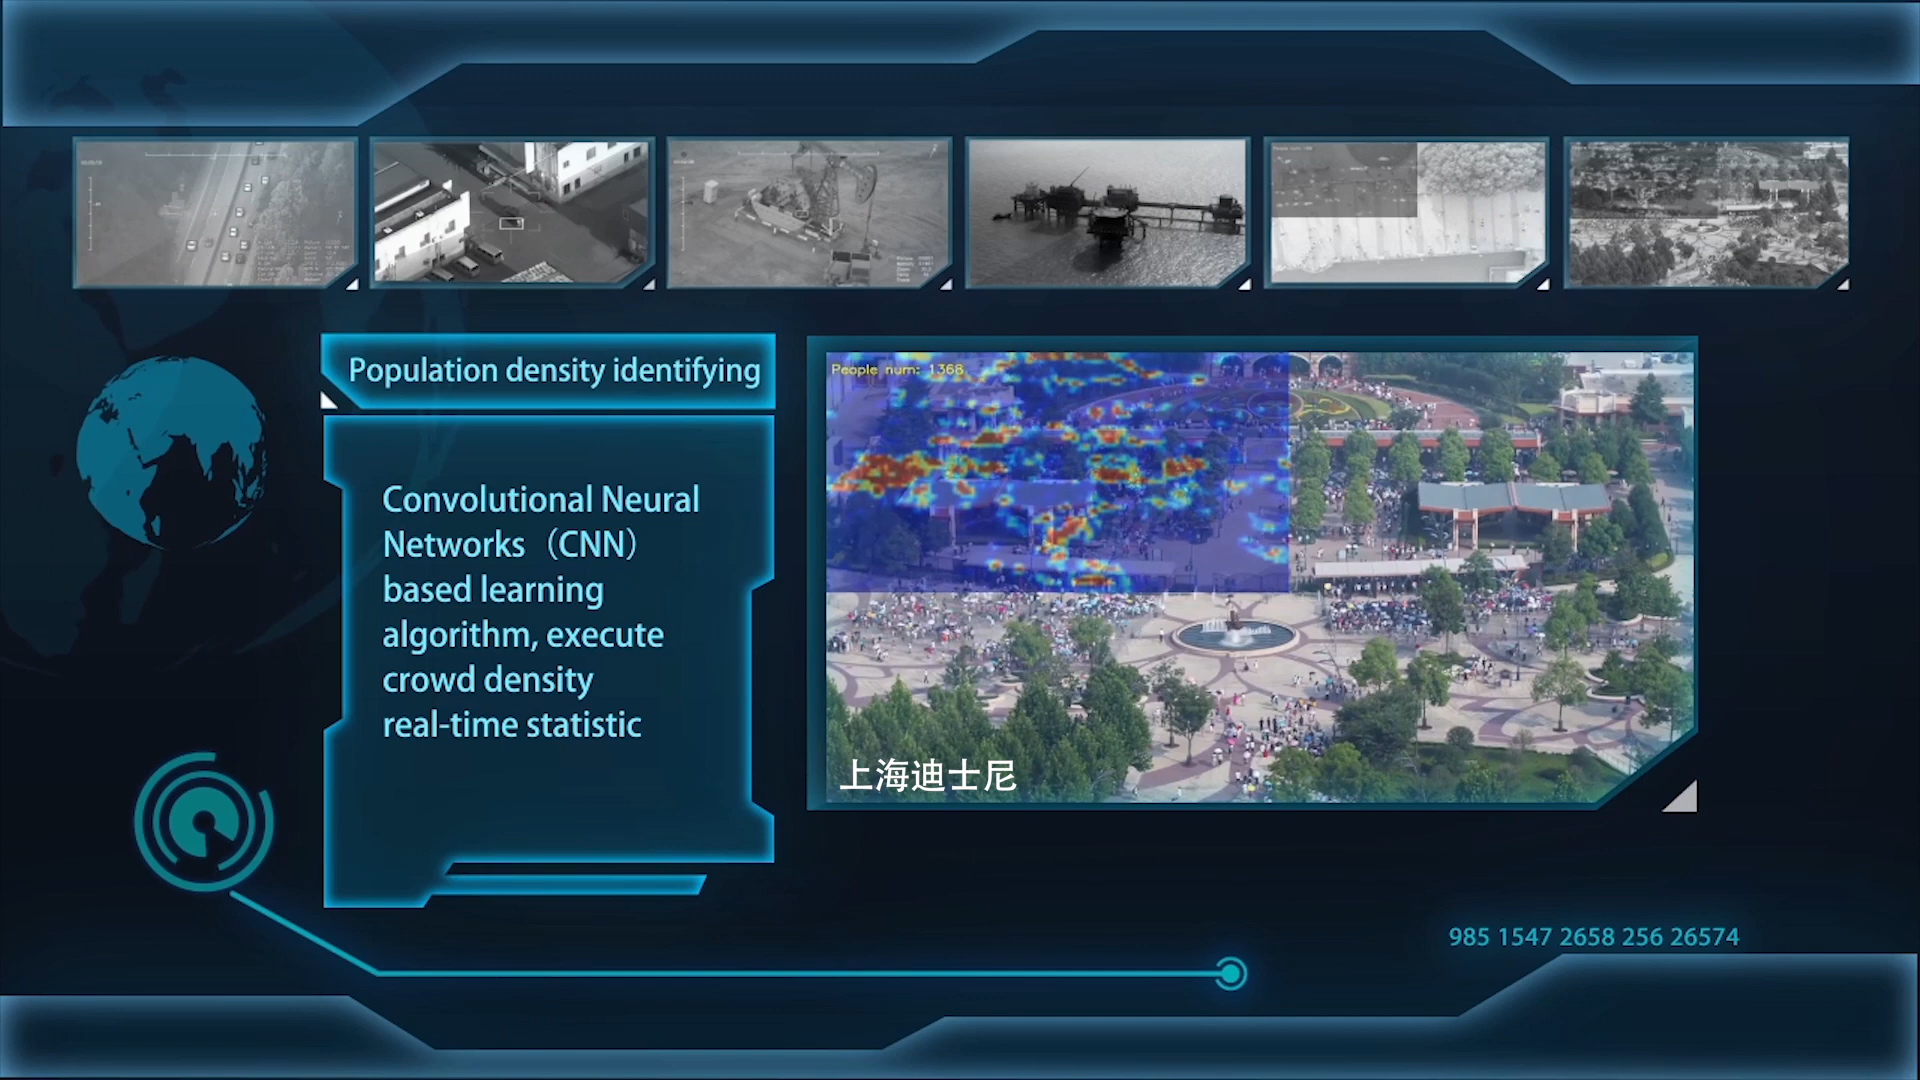 Population density identifying
Convolutional Neural
Networks（CNN）
based learning
algorithm, execute
crowd density
real-time statistic
People num: 1368
上海迪士尼
985 1547 2658 256 26574